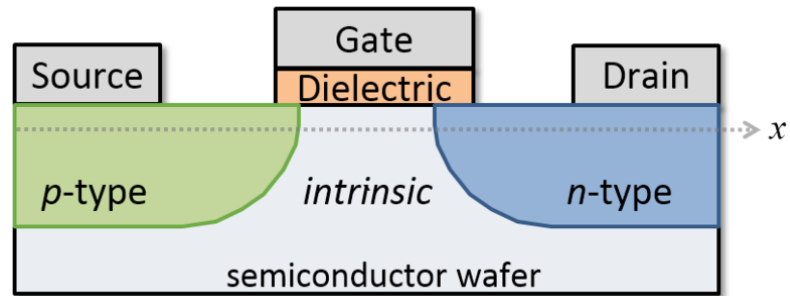 Gate
Source
Dielectric
Drain
x
p-type
intrinsic
n-type
semiconductor wafer